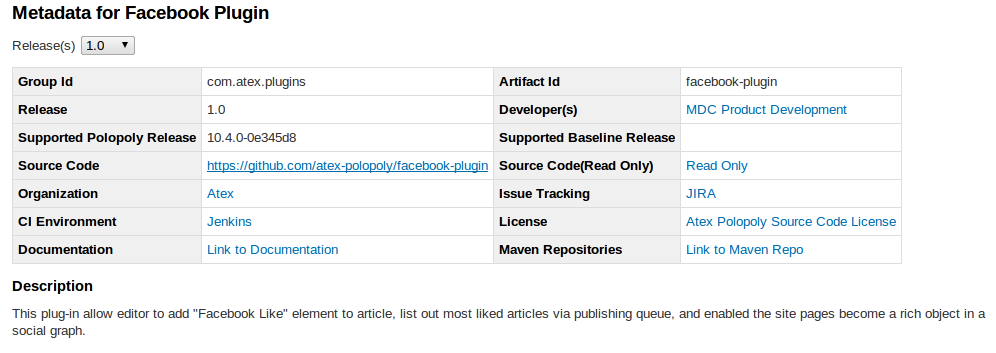 Metadata for Facebook Plugin
Release(s) 1.0
Group Id com.atex.plugins Artifact Id facebook-plugin
Release 1.0 Developer(s) MDC Product Development
Supported Polopoly Release 10.4.0-0e345d8 Supported Baseline Release
Source Code https://github.com/atex-polopoly/facebook-plugin Source Code(Read Only) Read Only
Organization Atex Issue Tracking JIRA
CI Environment Jenkins License Atex Polopoly Source Code License
Documentation Link to Documentation Maven Repositories Link to Maven Repo
Description
This plug-in allow editor to add "Facebook Like" element to article, list out most liked articles via publishing queue, and enabled the site pages become a rich object in a
social graph.